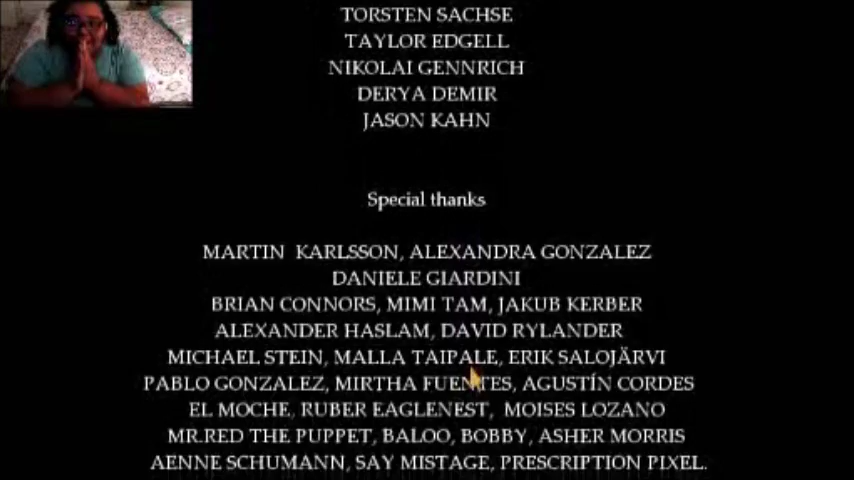 TORSTEN SACHSE
TAYLOR EDGELL
NIKOLAI GENNRICH
DERYA DEMIR
JASON KAHN
Special thanks
MARTIN KARLSSON, ALEXANDRA GONZALEZ
DANIELE GIARDINI
BRIAN CONNORS, MIMI TAM, JAKUB KERBER
ALEXANDER HASLAM, DAVID RYLANDER
MICHAEL STEIN, MALLA TAIPALE, ERIK SALOJÄRVI
PABLO GONZALEZ, MIRTHA FUENTES, AGUSTÍN CORDES
EL MOCHE, RUBER EAGLENEST, MOISES LOZANO
MR.RED THE PUPPET, BALOO, BOBBY, ASHER MORRIS
AENNE SCHUMANN, SAY MISTAGE, PRESCRIPTION PIXEL.